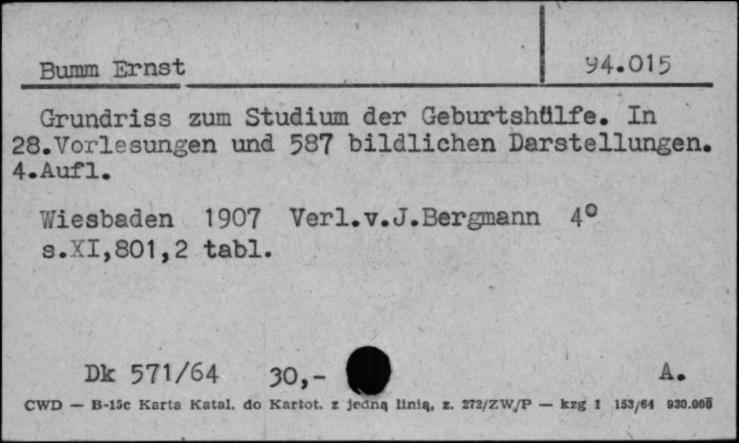 Bumm Ernst 94.015
Grundriss zum Studium der Geburtshülfe. In
28.Vorlesungen und 587 bildlichen Darstellungen.
4.Aufl.
Wiesbaden 1907 Verl.v.J.Bergmann 4°
s.XI,801,2 tabl.
Dk 571/64 30,- A.
CWD — B-15c Karta Katal. do Kartot. z jedną linią, z. 272/ZW/P — kzg 1 153/61 930.000